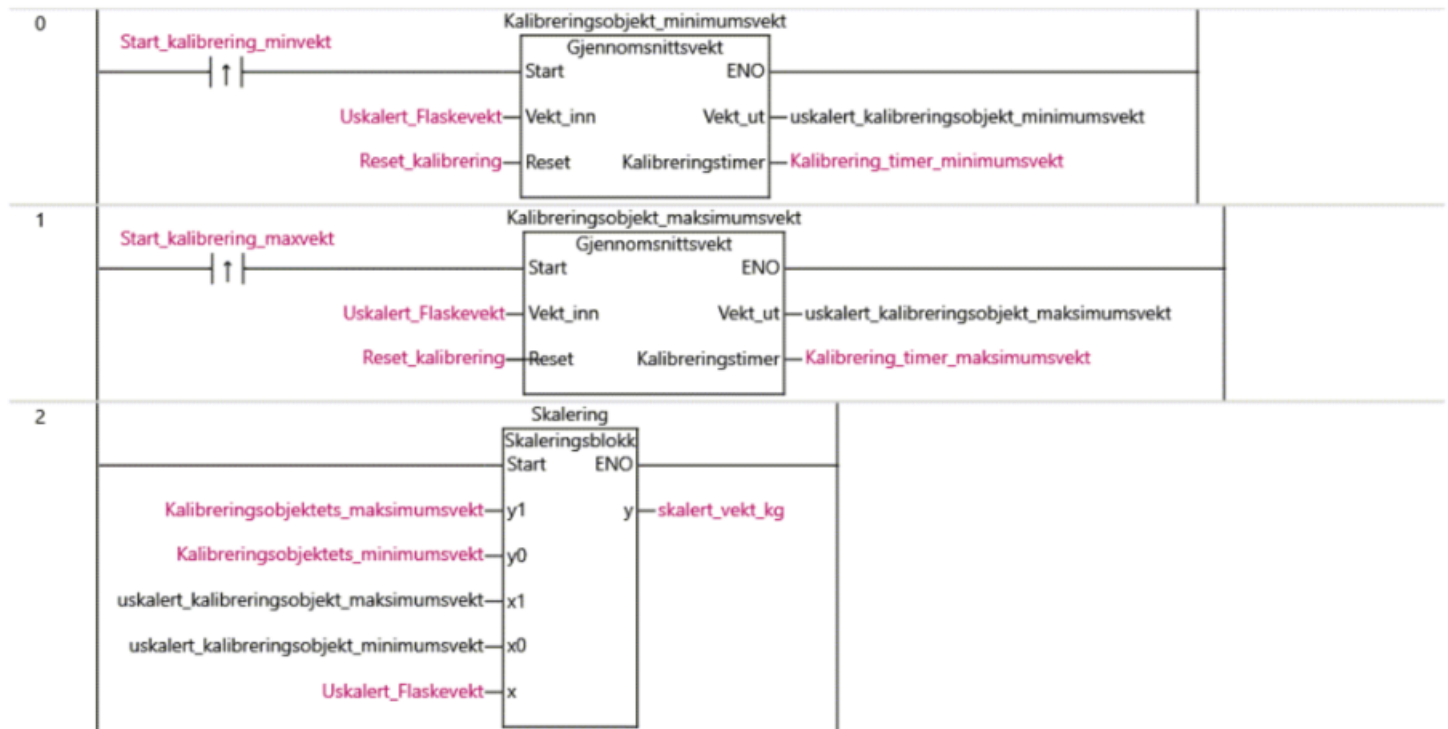 0
Kalibreringsobjekt_minimumsvekt
Start_kalibrering_minvekt
Gjennomsnittsvekt
Start ENO
Uskalert_Flaskevekt Vekt_inn Vekt_ut uskalert_kalibreringsobjekt_minimumsvekt
Reset_kalibrering Reset Kalibreringstimer Kalibrering_timer_minimumsvekt
1
Kalibreringsobjekt_maksimumsvekt
Start_kalibrering_maxvekt
Gjennomsnittsvekt
Start ENO
Uskalert_Flaskevekt Vekt_inn Vekt_ut uskalert_kalibreringsobjekt_maksimumsvekt
Reset_kalibrering Reset Kalibreringstimer Kalibrering_timer_maksimumsvekt
2
Skalering
Skaleringsblokk
Start ENO
Kalibreringsobjektets_maksimumsvekt y1 y skalert_vekt_kg
Kalibreringsobjektets_minimumsvekt y0
uskalert_kalibreringsobjekt_maksimumsvekt x1
uskalert_kalibreringsobjekt_minimumsvekt x0
Uskalert_Flaskevekt x